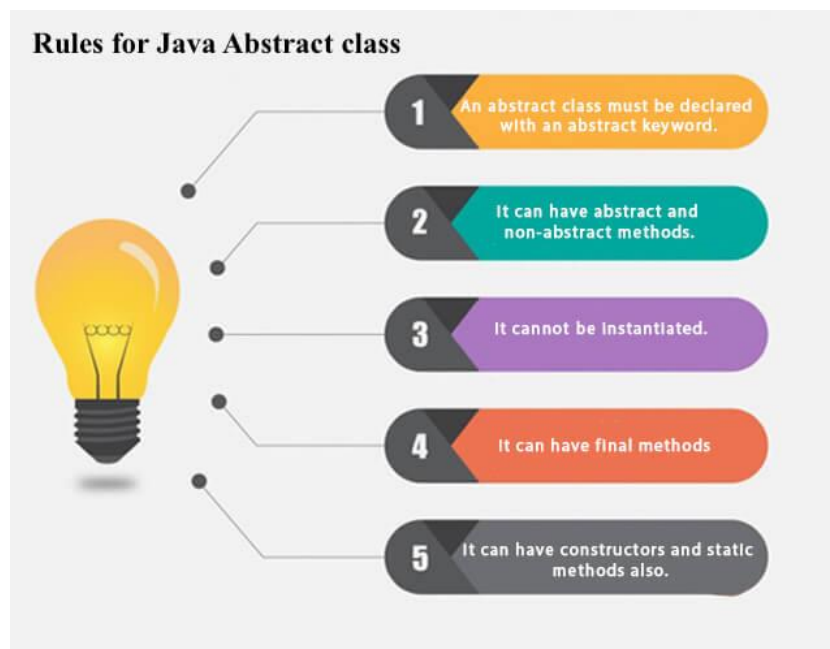 Rules for Java Abstract class
1
An abstract class must be declared
with an abstract keyword.
2
It can have abstract and
non-abstract methods.
3
It cannot be instantiated.
4
It can have final methods
5
It can have constructors and static
methods also.